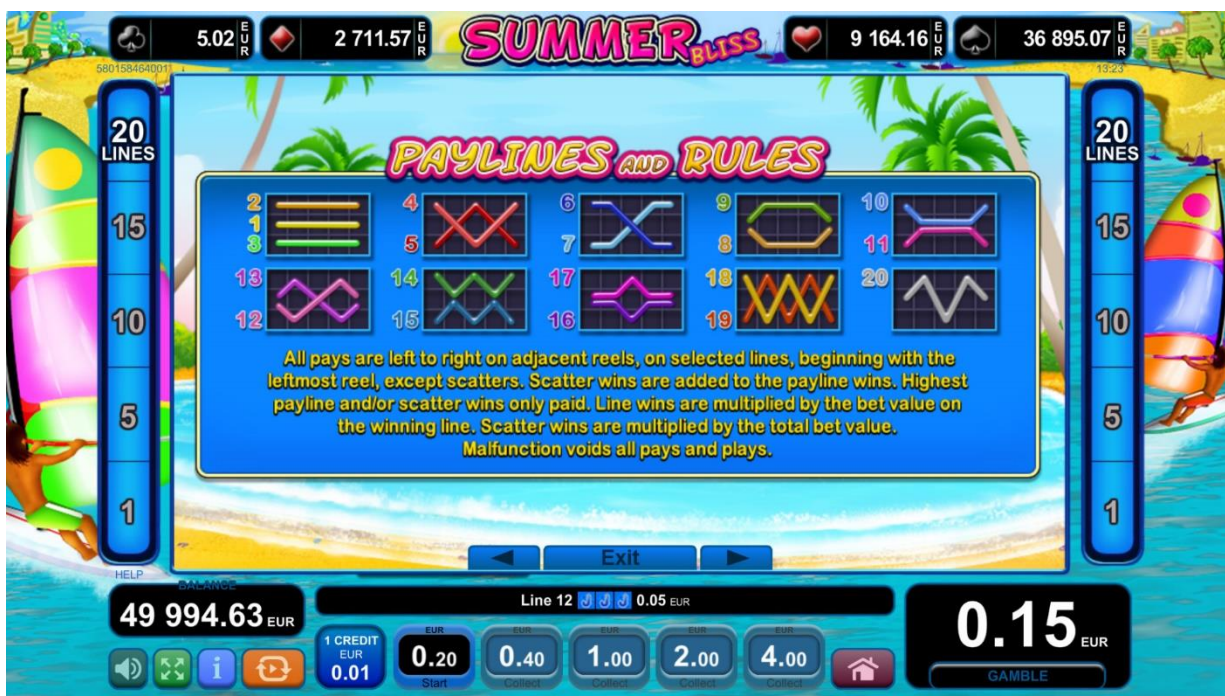 5.02 EUR
2 711.57 EUR
SUMMER BLISS
9 164.16 EUR
36 895.07 EUR
13:23
20
LINES
15
10
5
1
20
LINES
15
10
5
1
PAYLINES AND RULES
2
1
3
4
5
6
7
9
8
10
11
13
12
14
15
17
16
18
19
20
All pays are left to right on adjacent reels, on selected lines, beginning with the
leftmost reel, except scatters. Scatter wins are added to the payline wins. Highest
payline and/or scatter wins only paid. Line wins are multiplied by the bet value on
the winning line. Scatter wins are multiplied by the total bet value.
Malfunction voids all pays and plays.
Exit
HELP
BALANCE
49 994.63 EUR
Line 12 0.05 EUR
0.15 EUR
GAMBLE
1 CREDIT
EUR
0.01
EUR
0.20
Start
EUR
0.40
Collect
EUR
1.00
Collect
EUR
2.00
Collect
EUR
4.00
Collect
i